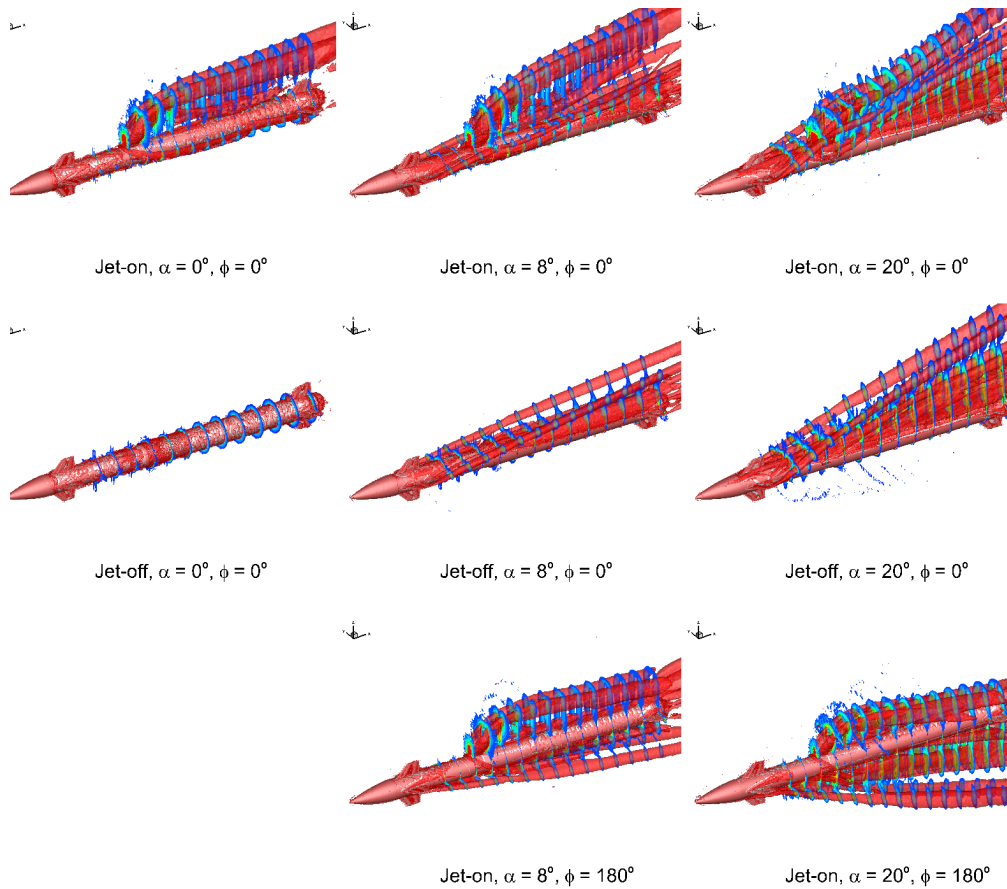 Jet-on, α = 0°, ϕ = 0°
Jet-on, α = 8°, ϕ = 0°
Jet-on, α = 20°, ϕ = 0°
Jet-off, α = 0°, ϕ = 0°
Jet-off, α = 8°, ϕ = 0°
Jet-off, α = 20°, ϕ = 0°
Jet-on, α = 8°, ϕ = 180°
Jet-on, α = 20°, ϕ = 180°